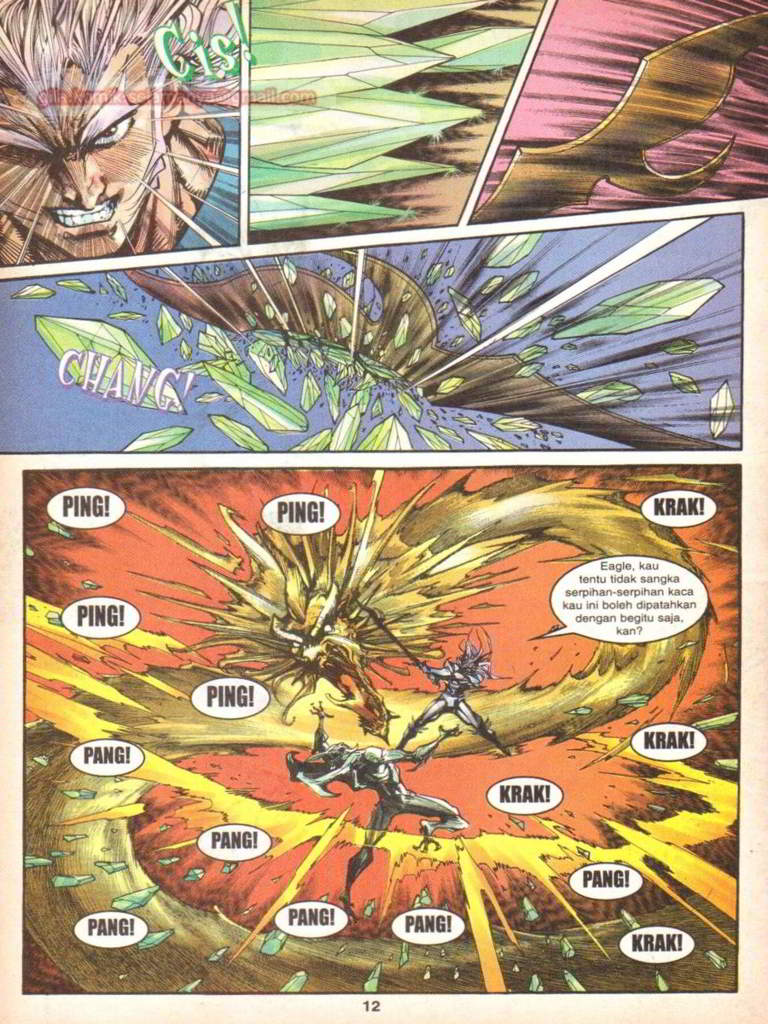 Cis!
CHANG!
PING!
PING!
KRAK!
Eagle, kau
tentu tidak sangka
serpihan-serpihan kaca
kau ini boleh dipatahkan
dengan begitu saja,
kan?
PING!
PING!
PANG!
KRAK!
KRAK!
PANG!
PANG!
PANG!
PANG!
PANG!
KRAK!
12